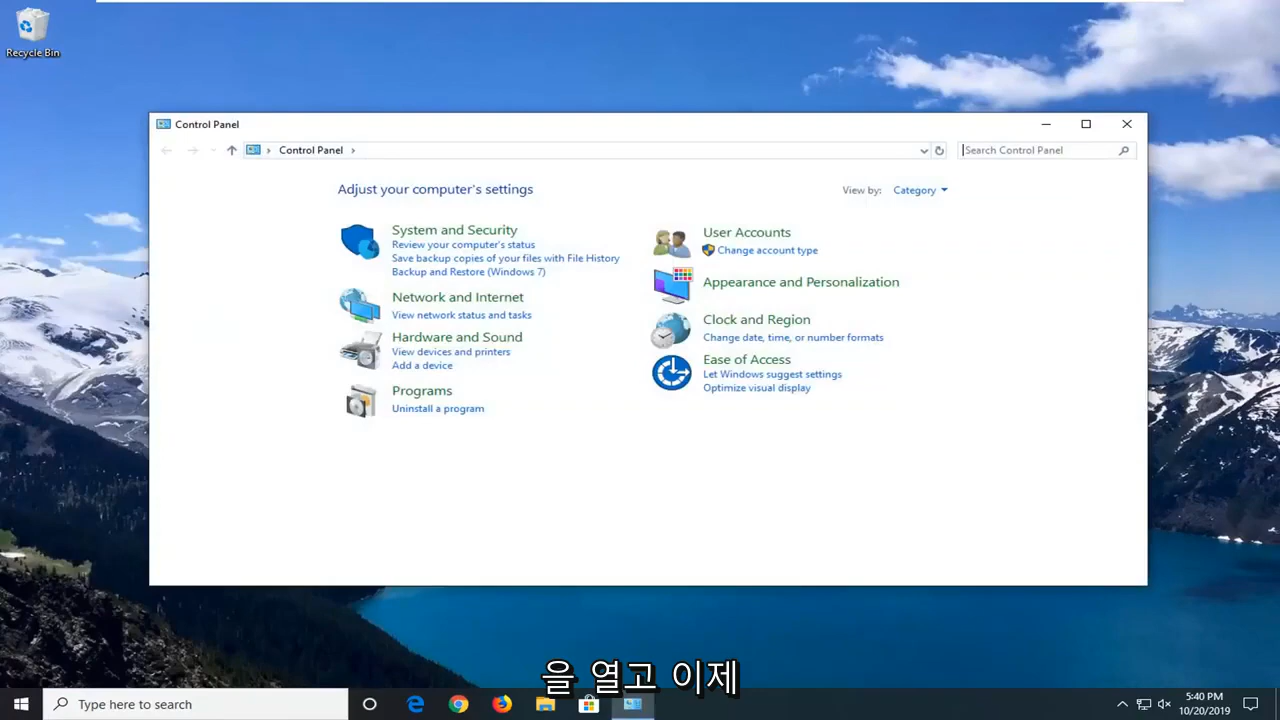 Recycle Bin
Control Panel
Control Panel
Search Control Panel
Adjust your computer's settings
View by: Category
System and Security
Review your computer's status
Save backup copies of your files with File History
Backup and Restore (Windows 7)
Network and Internet
View network status and tasks
Hardware and Sound
View devices and printers
Add a device
Programs
Uninstall a program
User Accounts
Change account type
Appearance and Personalization
Clock and Region
Change date, time, or number formats
Ease of Access
Let Windows suggest settings
Optimize visual display
을 열고 이제
Type here to search
5:40 PM
10/20/2019